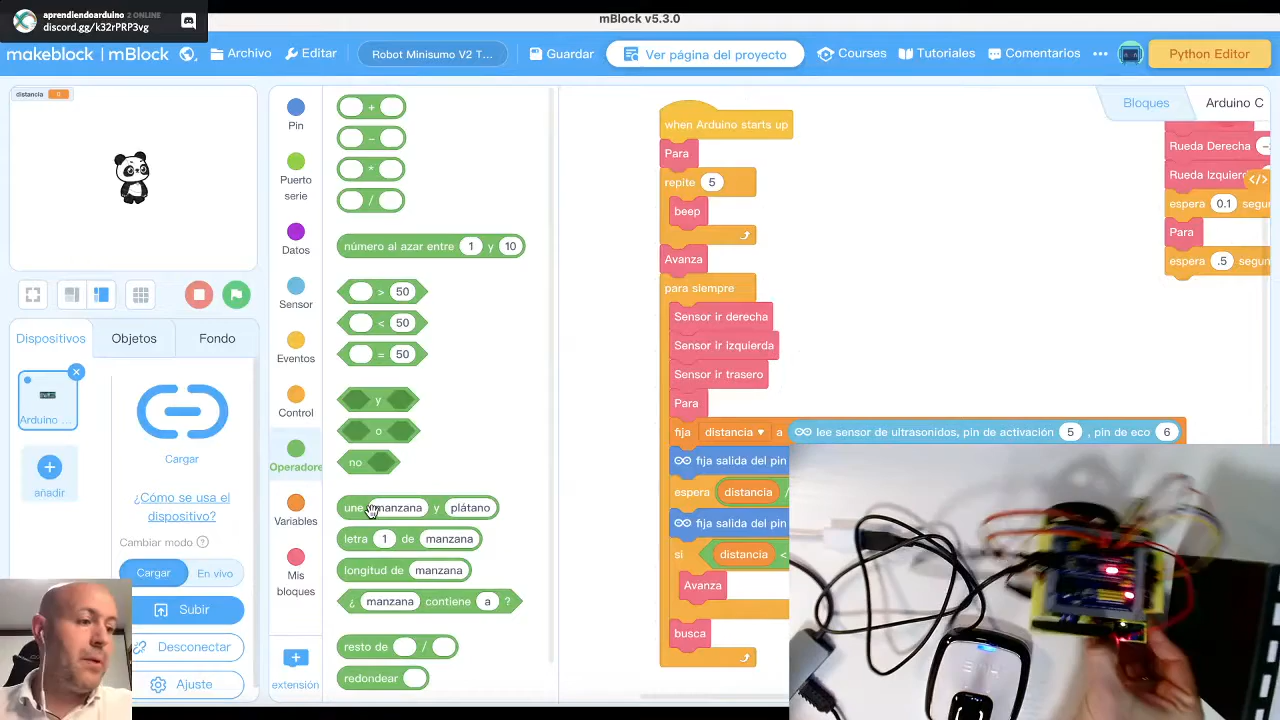 aprendiendoarduino 2 ONLINE
discord.gg/k32rPRP3vg
mBlock v5.3.0
makeblock | mBlock
Archivo
Editar
Robot Minisumo V2 T...
Guardar
Ver página del proyecto
Courses
Tutoriales
Comentarios
Python Editor
distancia
Dispositivos
Objetos
Fondo
Arduino ...
Cargar
añadir
¿Cómo se usa el
dispositivo?
Cambiar modo
Cargar
En vivo
Subir
Desconectar
Ajuste
Pin
Puerto
serie
Datos
Sensor
Eventos
Control
Operadore
Variables
Mis
bloques
extensión
+
-
*
/
número al azar entre 1 y 10
> 50
< 50
= 50
y
o
no
une manzana y plátano
letra 1 de manzana
longitud de manzana
¿ manzana contiene a ?
resto de /
redondear
when Arduino starts up
Para
repite 5
beep
Avanza
para siempre
Sensor ir derecha
Sensor ir izquierda
Sensor ir trasero
Para
fija distancia a lee sensor de ultrasonidos, pin de activación 5 , pin de eco 6
fija salida del pin
espera distancia /
fija salida del pin
si distancia <
Avanza
busca
Bloques
Arduino C
Rueda Derecha
Rueda Izquier
espera 0.1 segun
Para
espera .5 segun